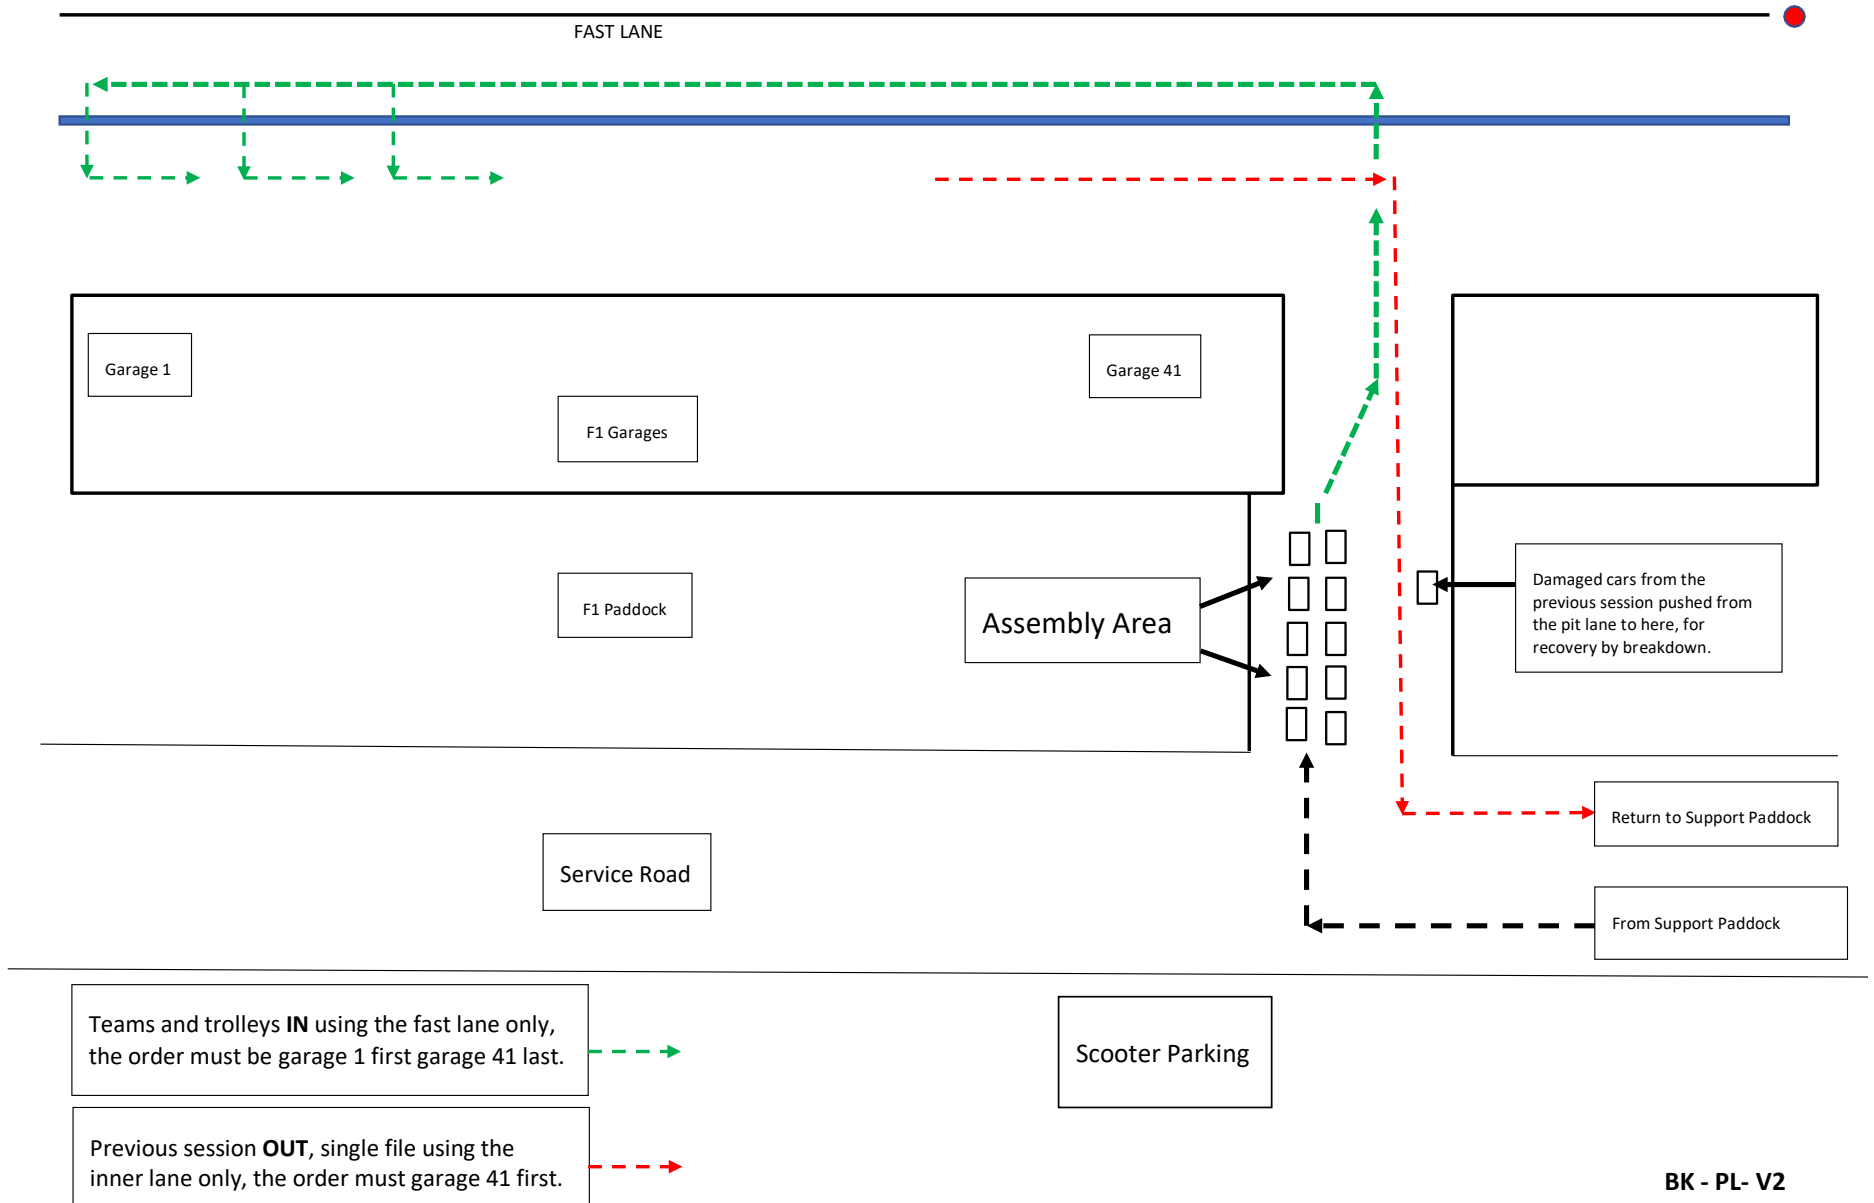 FAST LANE
Garage 1
Garage 41
F1 Garages
F1 Paddock
Assembly Area
Damaged cars from the
previous session pushed from
the pit lane to here, for
recovery by breakdown.
Return to Support Paddock
Service Road
From Support Paddock
Teams and trolleys IN using the fast lane only,
the order must be garage 1 first garage 41 last.
Scooter Parking
Previous session OUT, single file using the
inner lane only, the order must garage 41 first.
BK - PL- V2